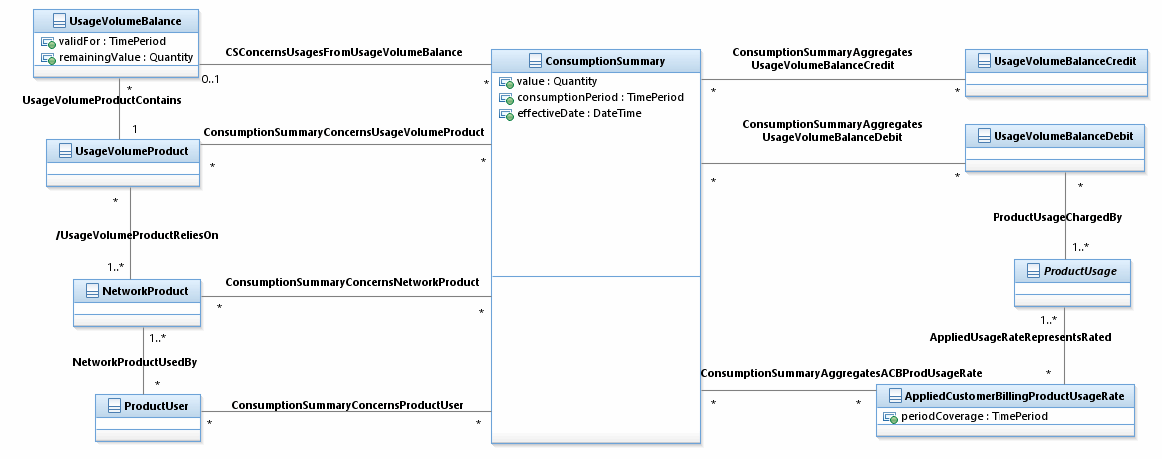 UsageVolumeBalance
validFor : TimePeriod
remainingValue : Quantity
CSConcernsUsagesFromUsageVolumeBalance
0..1
*
*
UsageVolumeProductContains
1
UsageVolumeProduct
ConsumptionSummaryConcernsUsageVolumeProduct
*
*
*
/UsageVolumeProductReliesOn
1..*
NetworkProduct
ConsumptionSummaryConcernsNetworkProduct
*
*
1..*
NetworkProductUsedBy
*
ProductUser
ConsumptionSummaryConcernsProductUser
*
*
ConsumptionSummary
value : Quantity
consumptionPeriod : TimePeriod
effectiveDate : DateTime
ConsumptionSummaryAggregates
UsageVolumeBalanceCredit
*
*
UsageVolumeBalanceCredit
ConsumptionSummaryAggregates
UsageVolumeBalanceDebit
*
*
UsageVolumeBalanceDebit
*
ProductUsageChargedBy
1..*
ProductUsage
1..*
AppliedUsageRateRepresentsRated
*
ConsumptionSummaryAggregatesACBProdUsageRate
*
*
AppliedCustomerBillingProductUsageRate
periodCoverage : TimePeriod